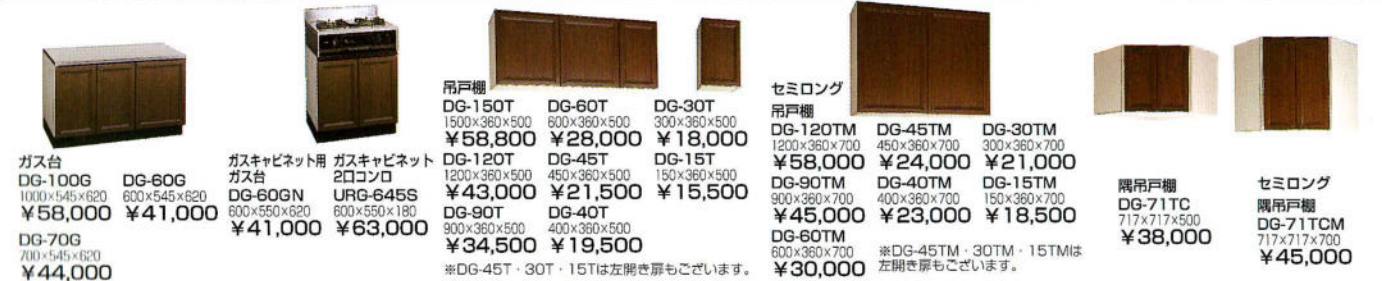 ガス台
DG-100G DG-60G
1000×545×620 600×545×620
¥58,000 ¥41,000
DG-70G
700×545×620
¥44,000
ガスキャビネット用
ガス台
DG-60GN
600×550×620
¥41,000
ガスキャビネット
2口コンロ
URG-645S
600×550×180
¥63,000
吊戸棚
DG-150T DG-60T DG-30T
1500×360×500 600×360×500 300×360×500
¥58,800 ¥28,000 ¥18,000
DG-120T DG-45T DG-15T
1200×360×500 450×360×500 150×360×500
¥43,000 ¥21,500 ¥15,500
DG-90T DG-40T
900×360×500 400×360×500
¥34,500 ¥19,500
※DG-45T・30T・15Tは左開き扉もございます。
セミロング
吊戸棚
DG-120TM DG-45TM DG-30TM
1200×360×700 450×360×700 300×360×700
¥58,000 ¥24,000 ¥21,000
DG-90TM DG-40TM DG-15TM
900×360×700 400×360×700 150×360×700
¥45,000 ¥23,000 ¥18,500
DG-60TM
600×360×700
¥30,000
※DG-45TM・30TM・15TMは
左開き扉もございます。
隅吊戸棚
DG-71TC
717×717×500
¥38,000
セミロング
隅吊戸棚
DG-71TCM
717×717×700
¥45,000